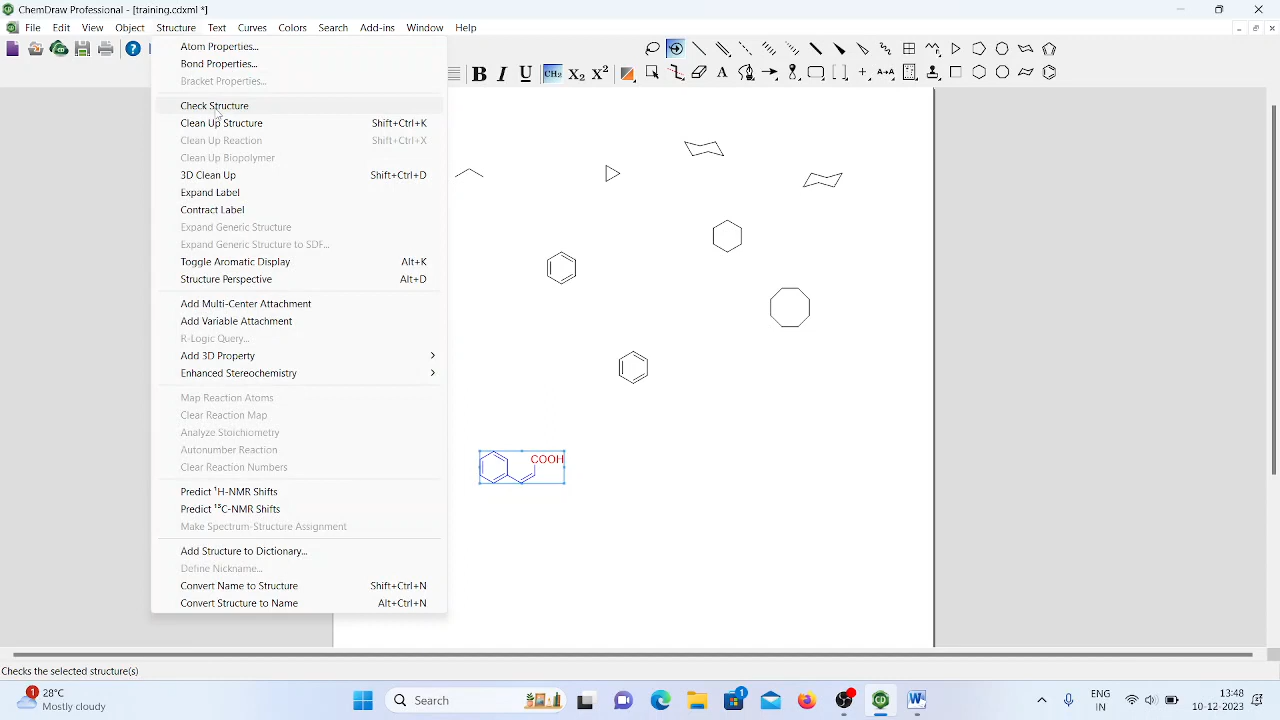 ChemDraw Professional - [training.cdxml *]
File Edit View Object Structure Text Curves Colors Search Add-ins Window Help
Atom Properties...
Bond Properties...
Bracket Properties...
B I U CH₂ X₂ X² A A+A
Check Structure
Clean Up Structure Shift+Ctrl+K
Clean Up Reaction Shift+Ctrl+X
Clean Up Biopolymer
3D Clean Up Shift+Ctrl+D
Expand Label
Contract Label
Expand Generic Structure
Expand Generic Structure to SDF...
Toggle Aromatic Display Alt+K
Structure Perspective Alt+D
Add Multi-Center Attachment
Add Variable Attachment
R-Logic Query...
Add 3D Property
Enhanced Stereochemistry
Map Reaction Atoms
Clear Reaction Map
Analyze Stoichiometry
Autonumber Reaction
Clear Reaction Numbers
COOH
Predict ¹H-NMR Shifts
Predict ¹³C-NMR Shifts
Make Spectrum-Structure Assignment
Add Structure to Dictionary...
Define Nickname...
Convert Name to Structure Shift+Ctrl+N
Convert Structure to Name Alt+Ctrl+N
Checks the selected structure(s)
1
28°C
Mostly cloudy
Search
1
ENG
IN
13:48
10-12-2023